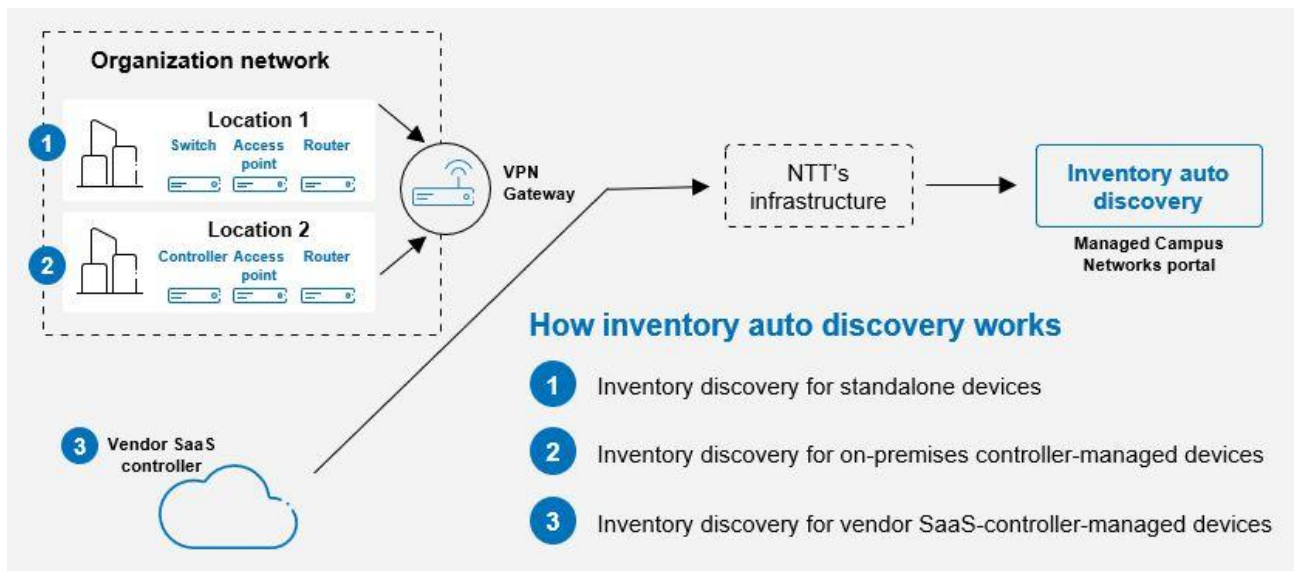 Organization network
1
Location 1
Switch Access Router
point
2
Location 2
Controller Access Router
point
VPN
Gateway
NTT's
infrastructure
Inventory auto
discovery
Managed Campus
Networks portal
3
Vendor SaaS
controller
How inventory auto discovery works
1 Inventory discovery for standalone devices
2 Inventory discovery for on-premises controller-managed devices
3 Inventory discovery for vendor SaaS-controller-managed devices